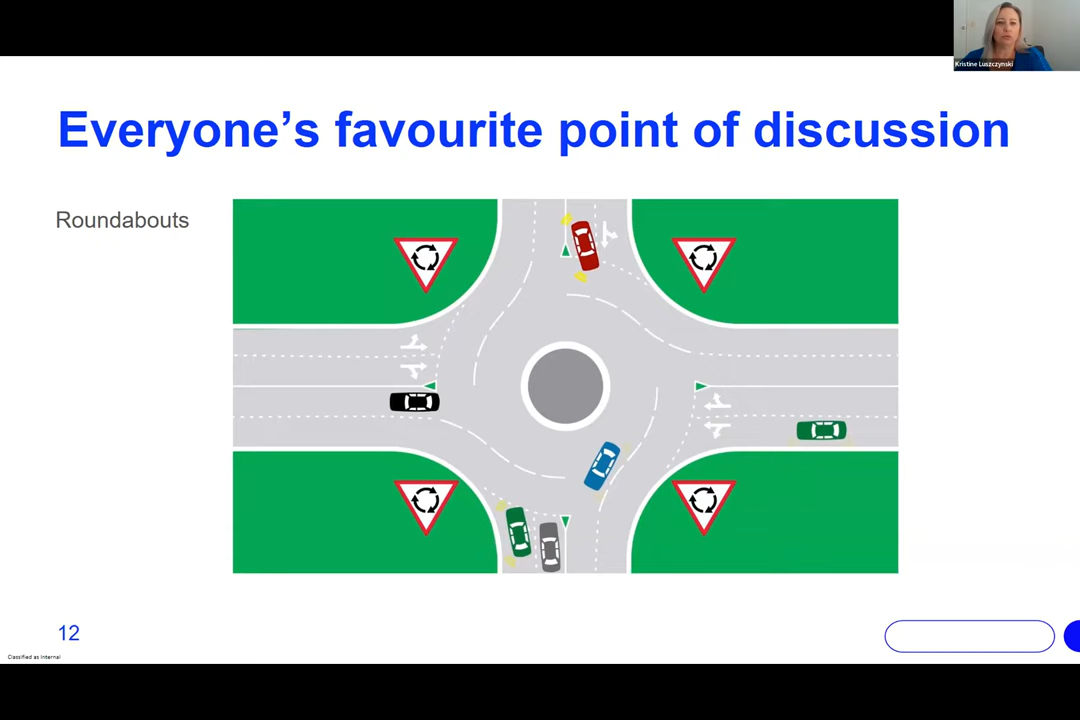 Kristine Luszczynski
Everyone’s favourite point of discussion
Roundabouts
12
Classified as Internal